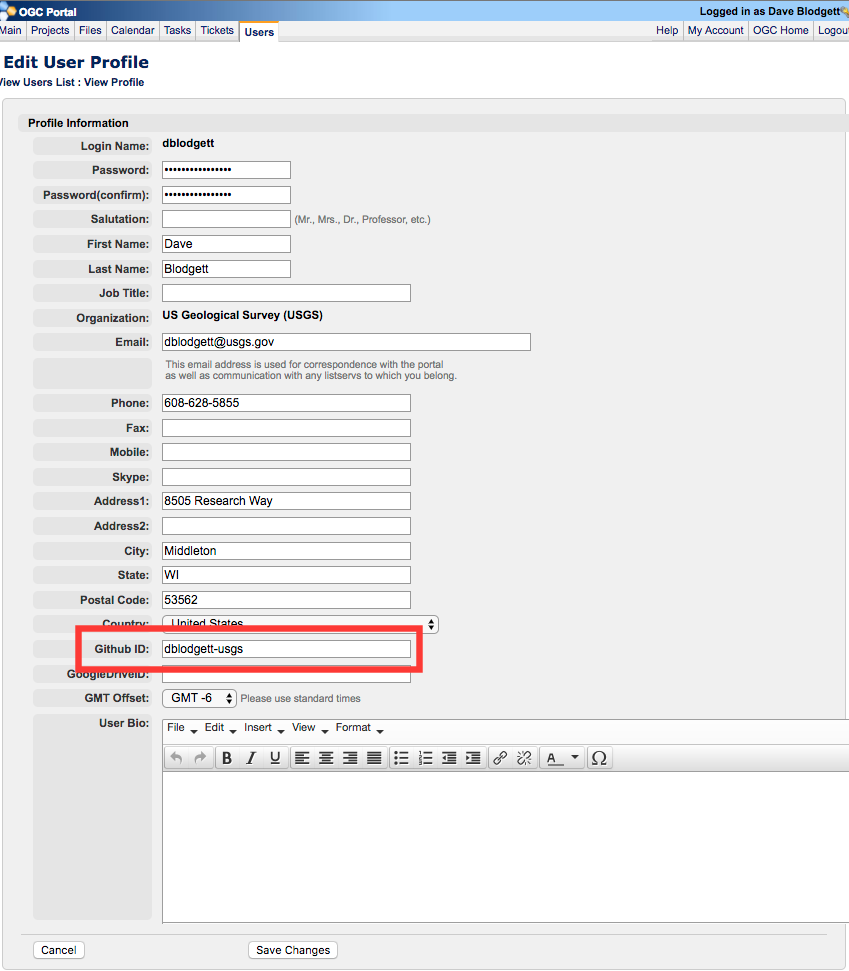 OGC Portal Logged in as Dave Blodgett
Main Projects Files Calendar Tasks Tickets Users Help My Account OGC Home Logout
Edit User Profile
View Users List : View Profile
Profile Information
Login Name: dblodgett
Password: ••••••••••••••••
Password(confirm): ••••••••••••••••
Salutation: (Mr., Mrs., Dr., Professor, etc.)
First Name: Dave
Last Name: Blodgett
Job Title:
Organization: US Geological Survey (USGS)
Email: dblodgett@usgs.gov
This email address is used for correspondence with the portal
as well as communication with any listservs to which you belong.
Phone: 608-628-5855
Fax:
Mobile:
Skype:
Address1: 8505 Research Way
Address2:
City: Middleton
State: WI
Postal Code: 53562
Country: United States
Github ID: dblodgett-usgs
GoogleDriveID:
GMT Offset: GMT -6 Please use standard times
User Bio: File Edit Insert View Format
B I U A Ω
Cancel Save Changes